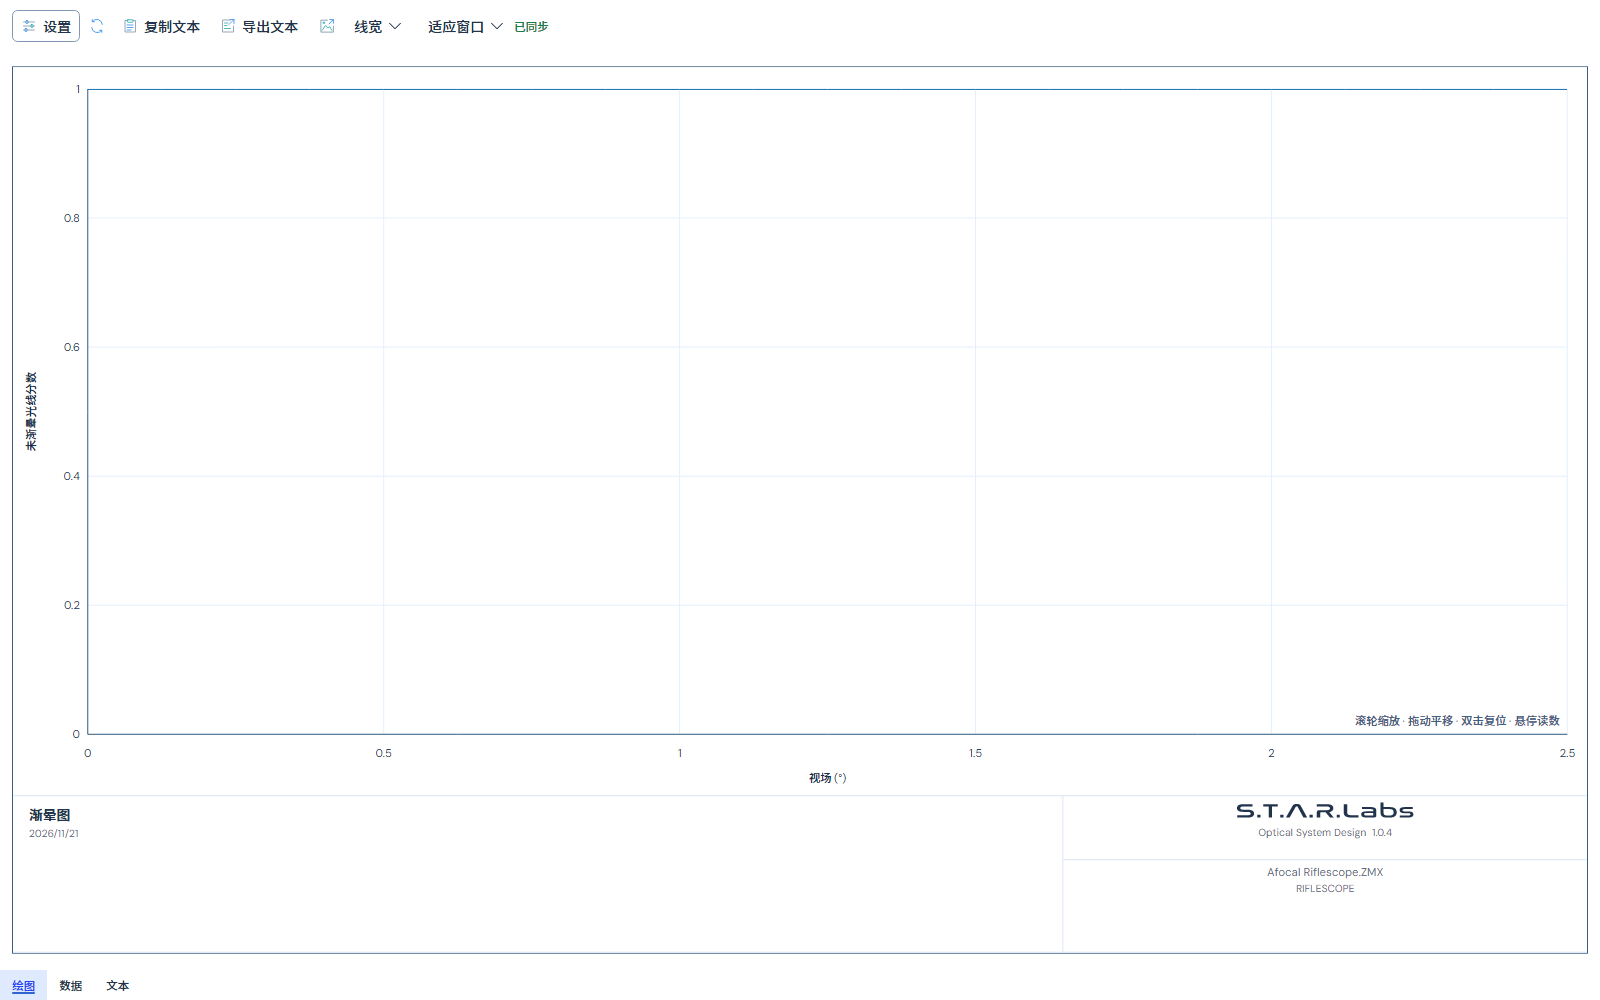 设置 复制文本 导出文本 线宽 适应窗口 已同步
1
0.8
0.6
0.4
0.2
0
未渐晕光线分数
滚轮缩放 · 拖动平移 · 双击复位 · 悬停读数
0 0.5 1 1.5 2 2.5
视场 (°)
渐晕图
2026/11/21
S.T.A.R.Labs
Optical System Design 1.0.4
Afocal Riflescope.ZMX
RIFLESCOPE
绘图 数据 文本